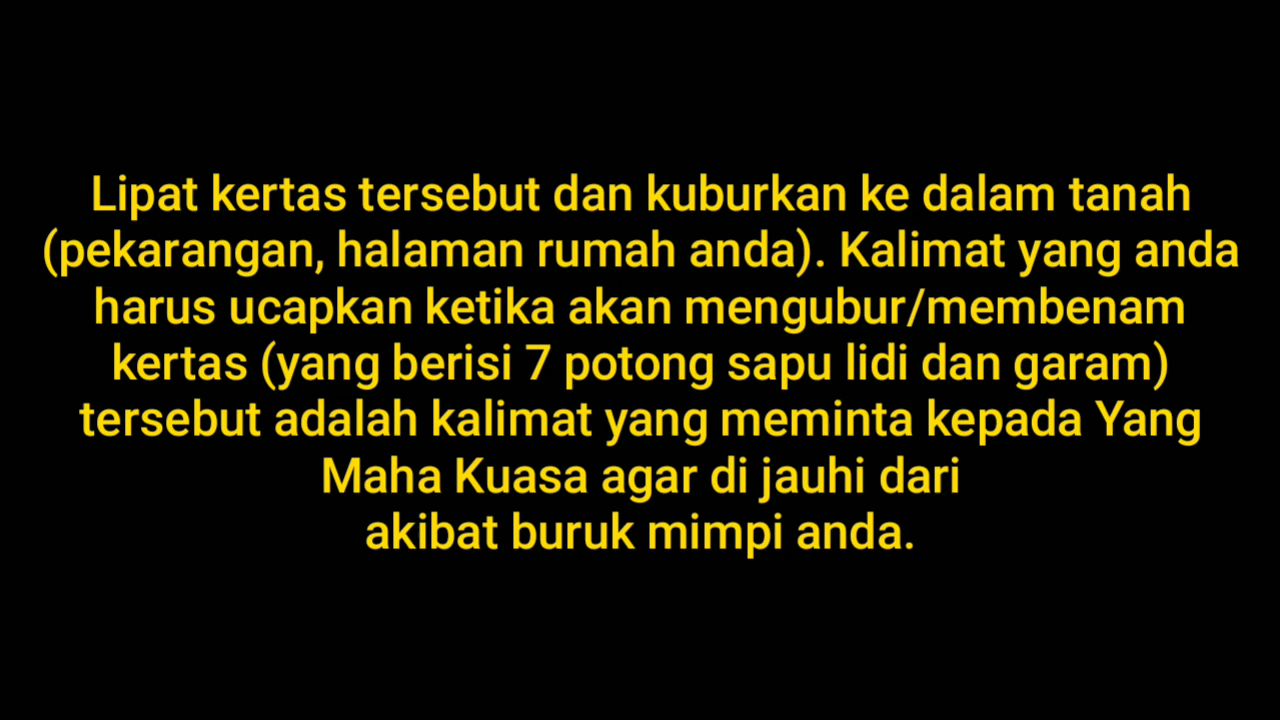 Lipat kertas tersebut dan kuburkan ke dalam tanah
(pekarangan, halaman rumah anda). Kalimat yang anda
harus ucapkan ketika akan mengubur/membenam
kertas (yang berisi 7 potong sapu lidi dan garam)
tersebut adalah kalimat yang meminta kepada Yang
Maha Kuasa agar di jauhi dari
akibat buruk mimpi anda.